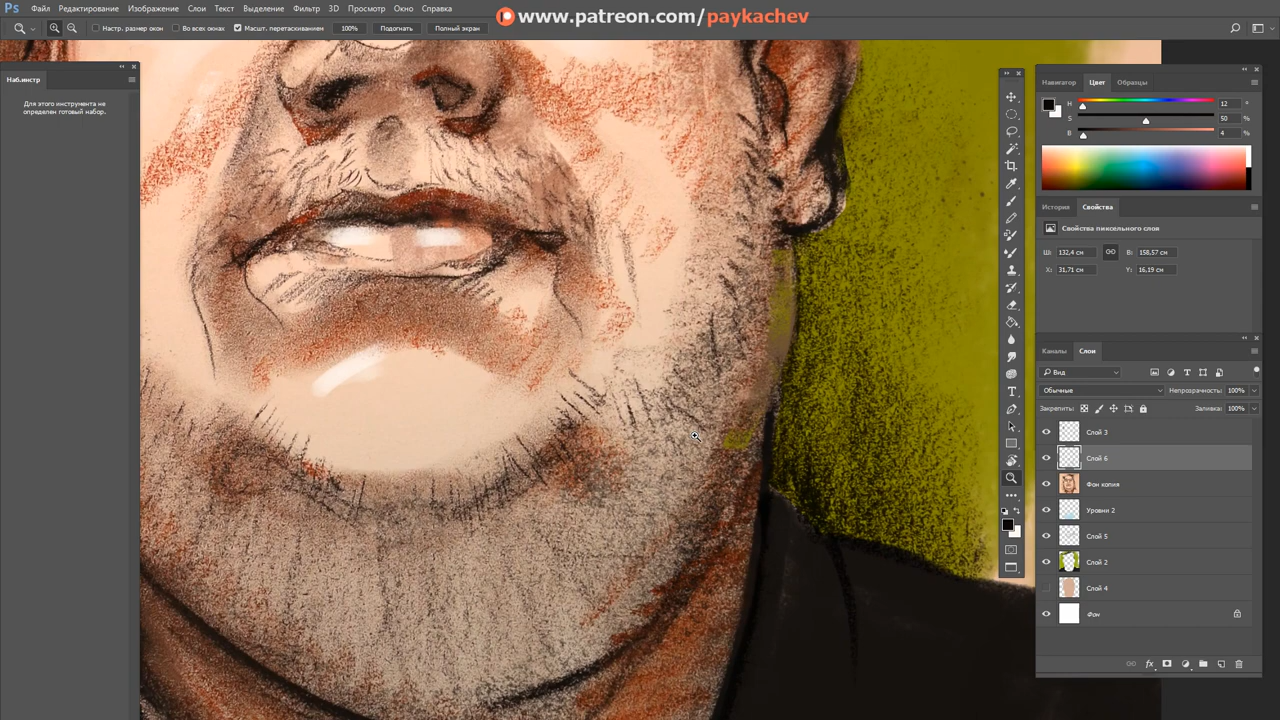 Ps Файл Редактирование Изображение Слои Текст Выделение Фильтр 3D Просмотр Окно Справка
www.patreon.com/paykachev
Настр. размер окон Во всех окнах Масшт. перетаскиванием 100% Подогнать Полный экран
Наб.инстр
Для этого инструмента не
определен готовый набор.
Навигатор Цвет Образцы
H 12 °
S 50 %
B 4 %
История Свойства
Свойства пиксельного слоя
Ш: 132,4 см В: 158,57 см
X: 31,71 см Y: 16,19 см
Каналы Слои
Вид
Обычные Непрозрачность: 100%
Закрепить: Заливка: 100%
Слой 3
Слой 6
Фон копия
Уровни 2
Слой 5
Слой 2
Слой 4
Фон
fx